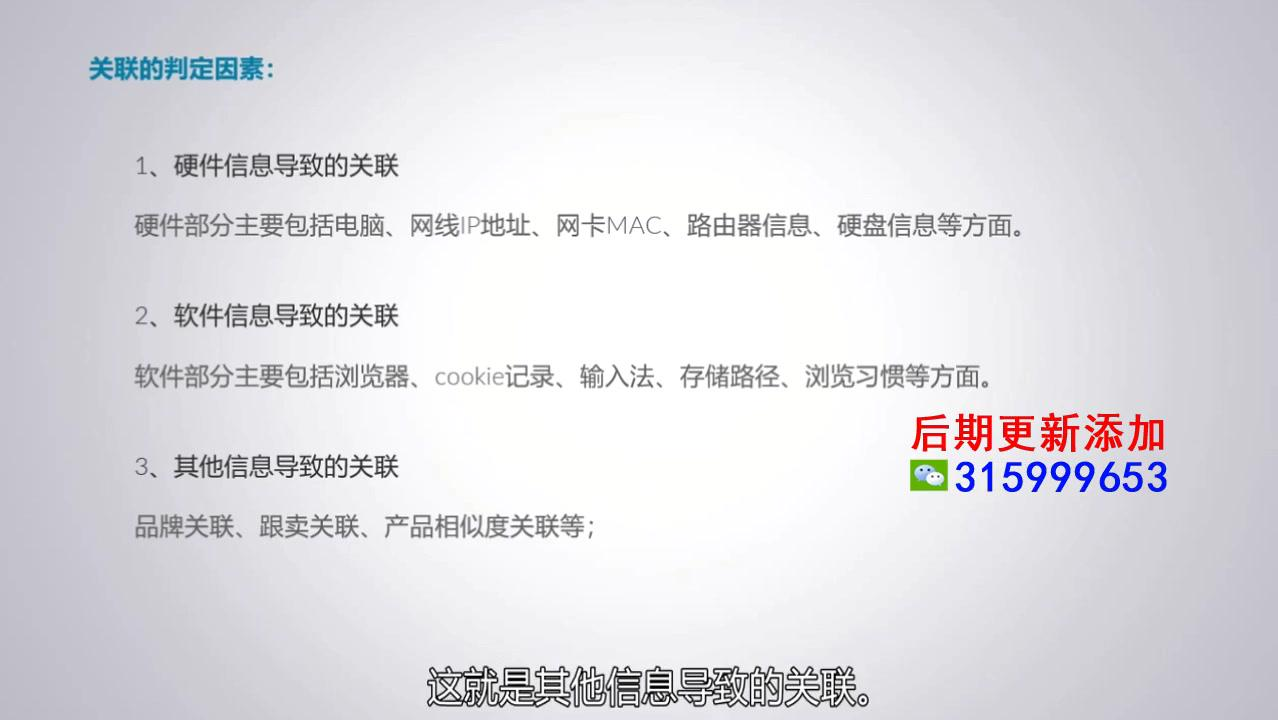 关联的判定因素：
1、硬件信息导致的关联
硬件部分主要包括电脑、网线IP地址、网卡MAC、路由器信息、硬盘信息等方面。
2、软件信息导致的关联
软件部分主要包括浏览器、cookie记录、输入法、存储路径、浏览习惯等方面。
后期更新添加
315999653
3、其他信息导致的关联
品牌关联、跟卖关联、产品相似度关联等；
这就是其他信息导致的关联。